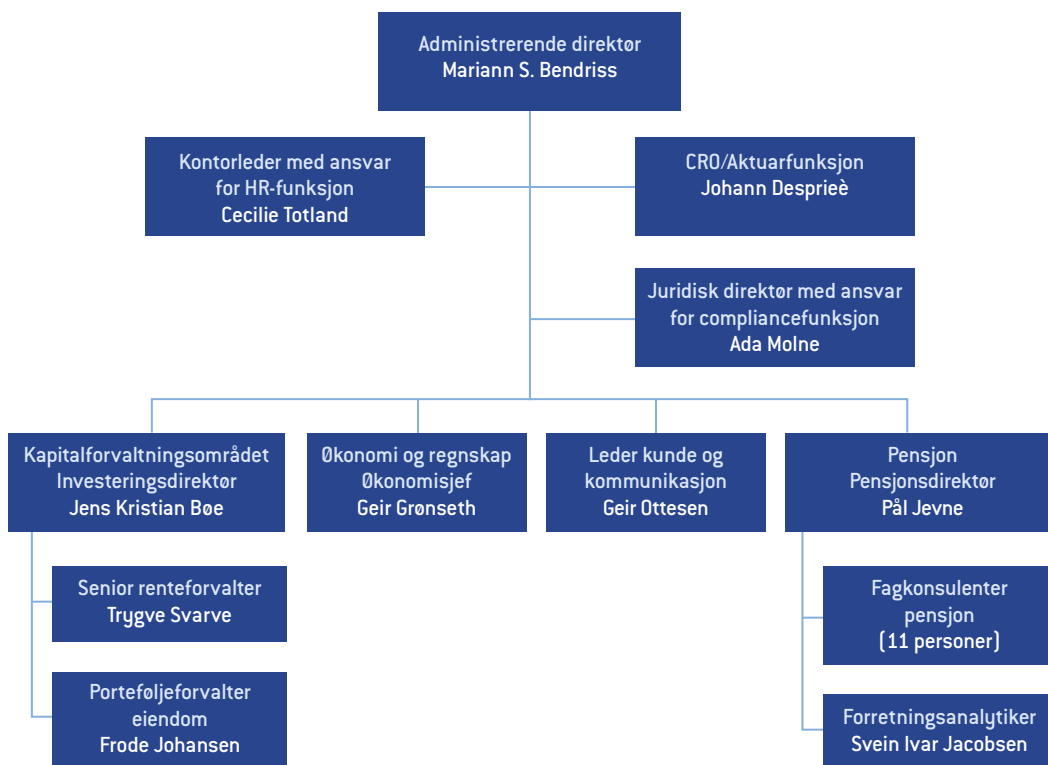 Administrerende direktør
Mariann S. Bendriss
Kontorleder med ansvar
for HR-funksjon
Cecilie Totland
CRO/Aktuarfunksjon
Johann Desprieè
Juridisk direktør med ansvar
for compliancefunksjon
Ada Molne
Kapitalforvaltningsområdet
Investeringsdirektør
Jens Kristian Bøe
Økonomi og regnskap
Økonomisjef
Geir Grønseth
Leder kunde og
kommunikasjon
Geir Ottesen
Pensjon
Pensjonsdirektør
Pål Jevne
Senior renteforvalter
Trygve Svarve
Porteføljeforvalter
eiendom
Frode Johansen
Fagkonsulenter
pensjon
(11 personer)
Forretningsanalytiker
Svein Ivar Jacobsen